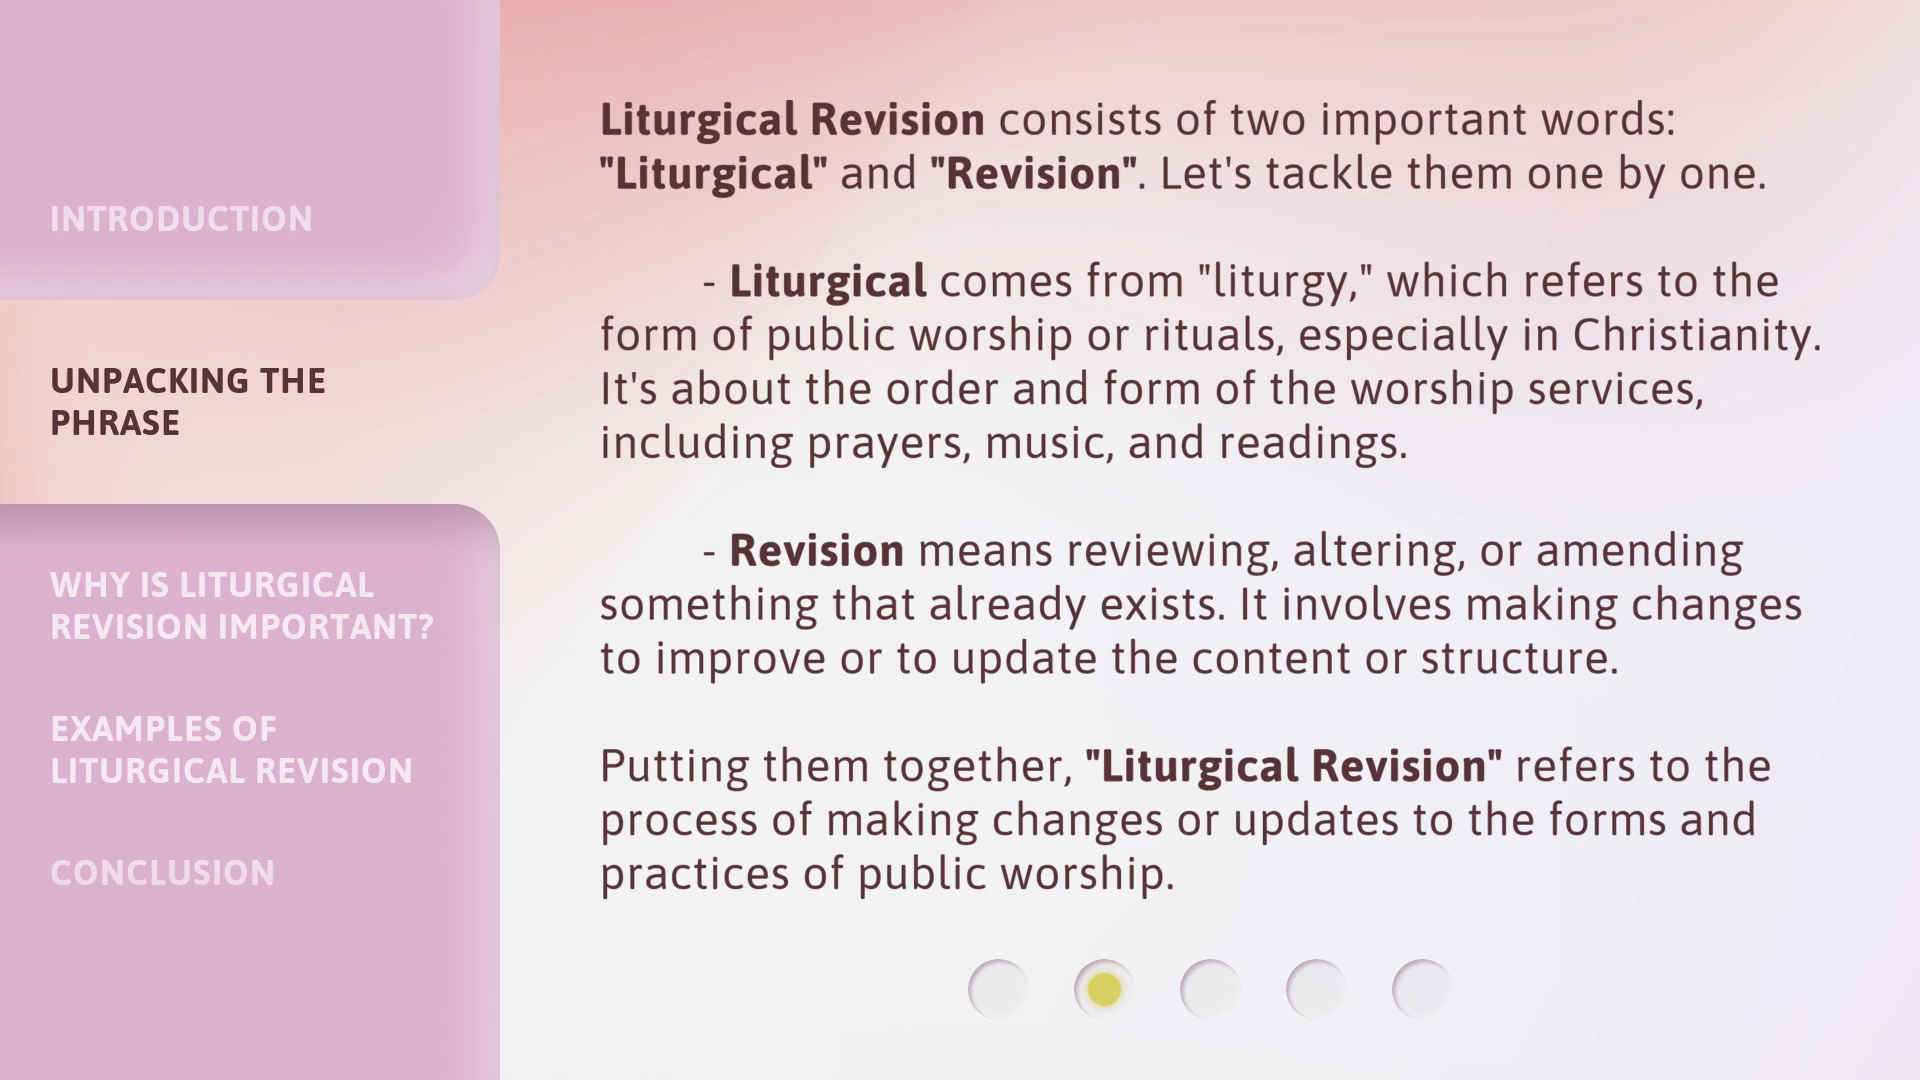 INTRODUCTION
UNPACKING THE
PHRASE
WHY IS LITURGICAL
REVISION IMPORTANT?
EXAMPLES OF
LITURGICAL REVISION
CONCLUSION
Liturgical Revision consists of two important words:
"Liturgical" and "Revision". Let's tackle them one by one.
- Liturgical comes from "liturgy," which refers to the
form of public worship or rituals, especially in Christianity.
It's about the order and form of the worship services,
including prayers, music, and readings.
- Revision means reviewing, altering, or amending
something that already exists. It involves making changes
to improve or to update the content or structure.
Putting them together, "Liturgical Revision" refers to the
process of making changes or updates to the forms and
practices of public worship.